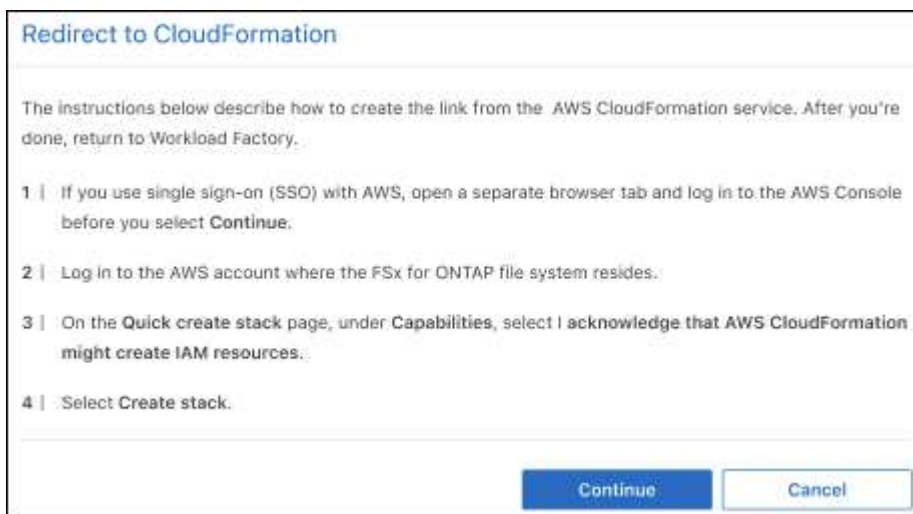 Redirect to CloudFormation
The instructions below describe how to create the link from the AWS CloudFormation service. After you're
done, return to Workload Factory.
1 | If you use single sign-on (SSO) with AWS, open a separate browser tab and log in to the AWS Console
before you select Continue.
2 | Log in to the AWS account where the FSx for ONTAP file system resides.
3 | On the Quick create stack page, under Capabilities, select I acknowledge that AWS CloudFormation
might create IAM resources.
4 | Select Create stack.
Continue Cancel